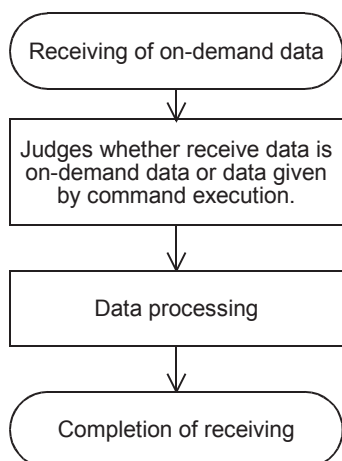 Receiving of on-demand data
Judges whether receive data is
on-demand data or data given
by command execution.
Data processing
Completion of receiving